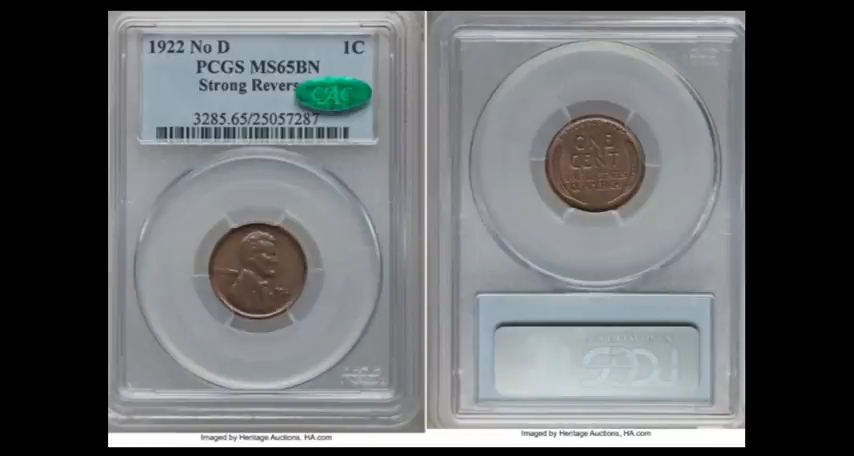 1922 No D 1C
PCGS MS65BN
Strong Revers
CAC
3285.65/25057287
ONE
CENT
Imaged by Heritage Auctions, HA.com
Imaged by Heritage Auctions, HA.com